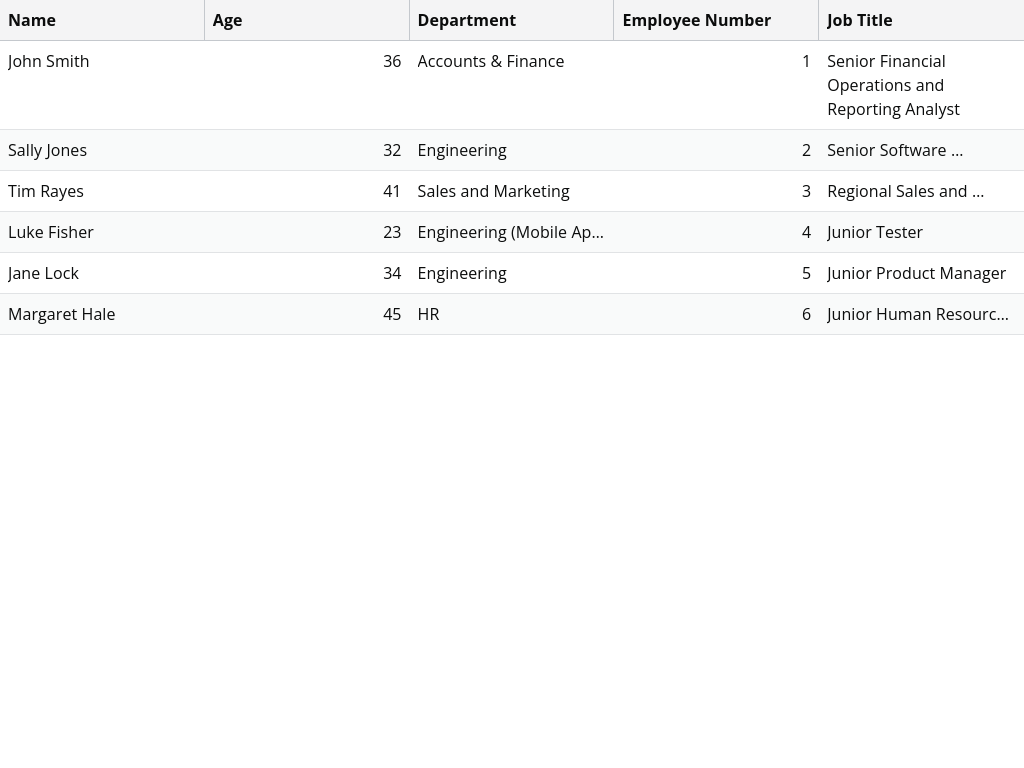 Name Age Department Employee Number Job Title
John Smith 36 Accounts & Finance 1 Senior Financial
Operations and
Reporting Analyst
Sally Jones 32 Engineering 2 Senior Software ...
Tim Rayes 41 Sales and Marketing 3 Regional Sales and ...
Luke Fisher 23 Engineering (Mobile Ap... 4 Junior Tester
Jane Lock 34 Engineering 5 Junior Product Manager
Margaret Hale 45 HR 6 Junior Human Resourc...